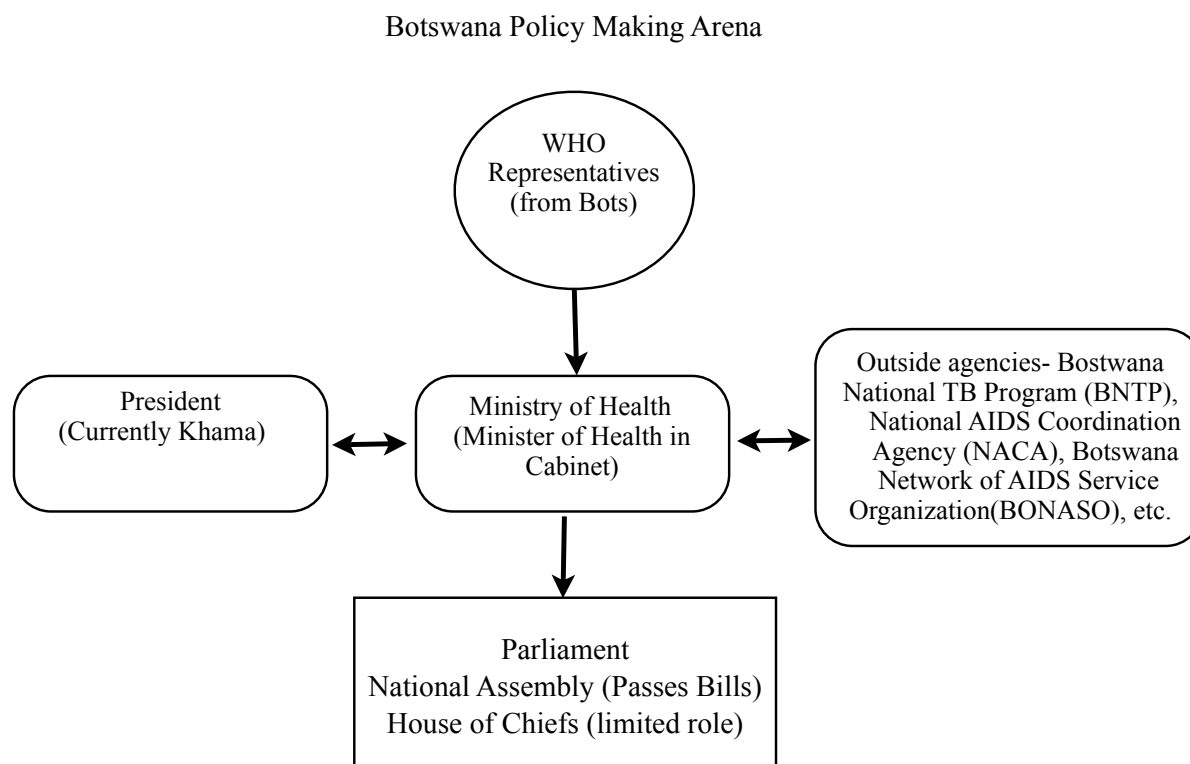 Botswana Policy Making Arena
WHO
Representatives
(from Bots)
President
(Currently Khama)
Ministry of Health
(Minister of Health in
Cabinet)
Outside agencies- Bostwana
National TB Program (BNTP),
National AIDS Coordination
Agency (NACA), Botswana
Network of AIDS Service
Organization(BONASO), etc.
Parliament
National Assembly (Passes Bills)
House of Chiefs (limited role)